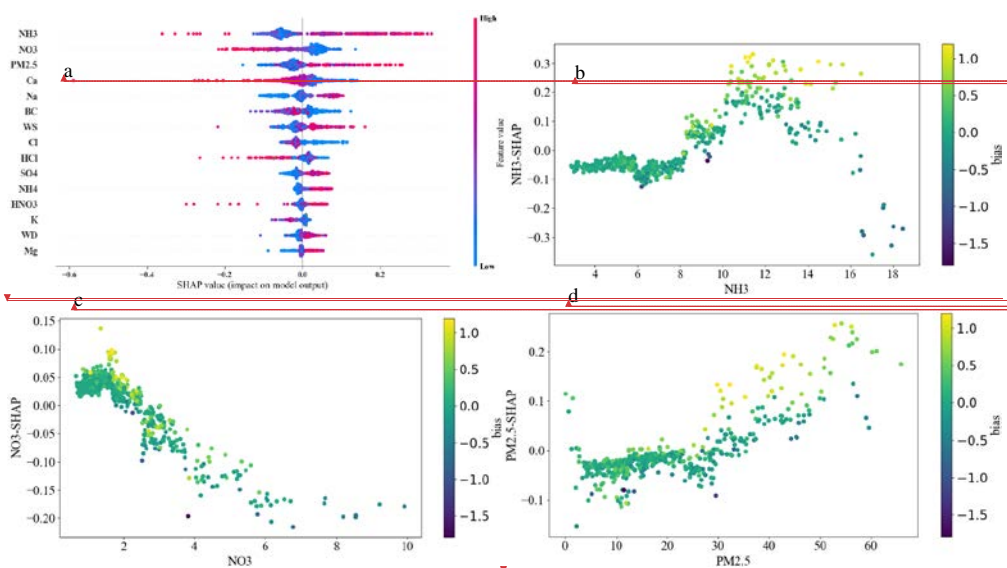 High
NH3
NO3
PM2.5
Ca
Na
BC
WS
Cl
HCl
SO4
NH4
HNO3
K
WD
Mg
Feature value
Low
−0.6 −0.4 −0.2 0.0 0.2
SHAP value (impact on model output)
a
b
0.3
0.2
0.1
0.0
−0.1
−0.2
−0.3
NH3-SHAP
4 6 8 10 12 14 16 18
NH3
1.0
0.5
0.0
−0.5
−1.0
−1.5
bias
c
0.15
0.10
0.05
0.00
−0.05
−0.10
−0.15
−0.20
NO3-SHAP
2 4 6 8 10
NO3
1.0
0.5
0.0
−0.5
−1.0
−1.5
bias
d
0.2
0.1
0.0
−0.1
PM2.5-SHAP
0 10 20 30 40 50 60
PM2.5
1.0
0.5
0.0
−0.5
−1.0
−1.5
bias